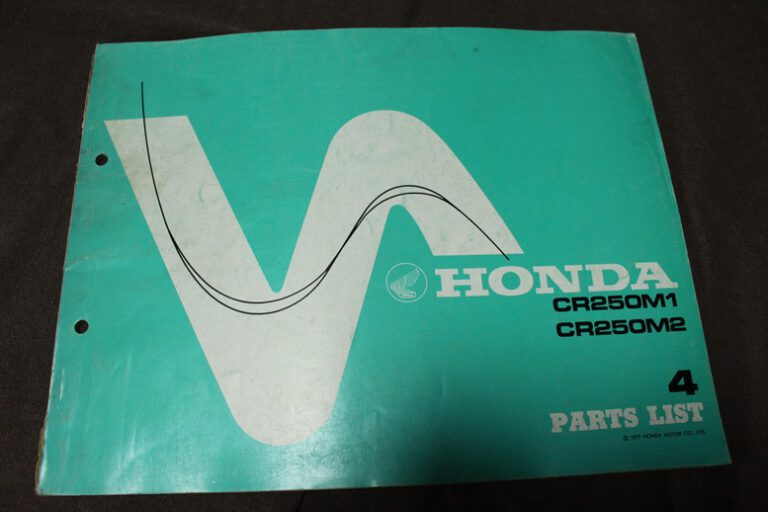 HONDA
CR250M1
CR250M2
4
PARTS LIST
© 1977 HONDA MOTOR CO., LTD.